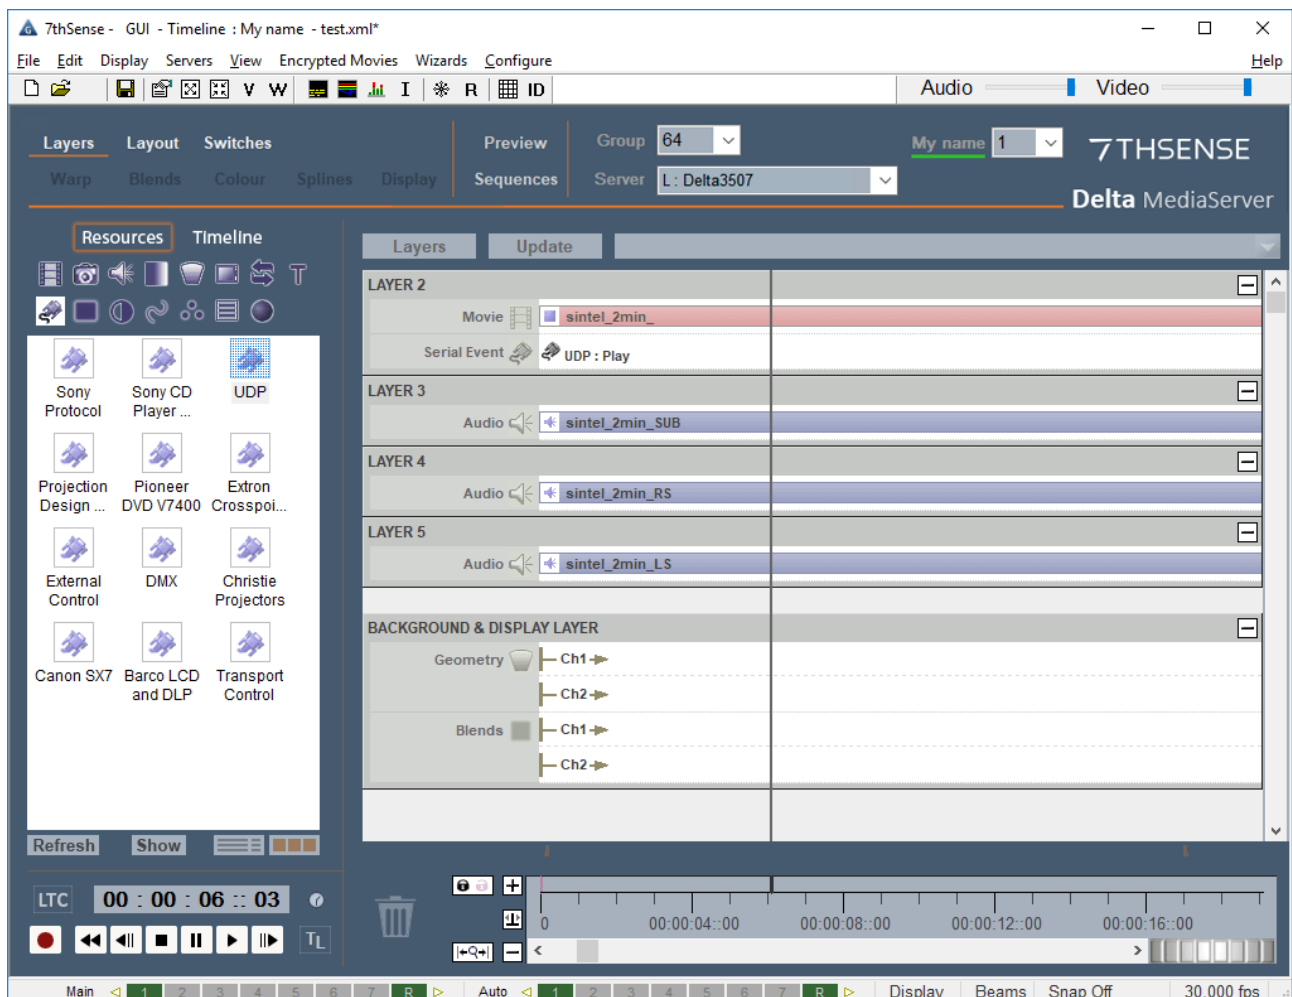 7thSense - GUI - Timeline : My name - test.xml*
File Edit Display Servers View Encrypted Movies Wizards Configure Help
V W I R ID Audio Video
Layers Layout Switches Preview Group 64 My name 1 7THSENSE
Warp Blends Colour Splines Display Sequences Server L : Delta3507
Delta MediaServer
Resources Timeline
Layers Update
T
LAYER 2
Movie sintel_2min_
Serial Event UDP : Play
Sony Protocol
Sony CD Player ...
UDP
LAYER 3
Audio sintel_2min_SUB
LAYER 4
Projection Design ...
Pioneer DVD V7400
Extron Crosspoi...
Audio sintel_2min_RS
LAYER 5
Audio sintel_2min_LS
External Control
DMX
Christie Projectors
BACKGROUND & DISPLAY LAYER
Geometry Ch1
Ch2
Canon SX7
Barco LCD and DLP
Transport Control
Blends Ch1
Ch2
Refresh Show
LTC 00 : 00 : 06 :: 03
TL
0 00:00:04::00 00:00:08::00 00:00:12::00 00:00:16::00
Main 1 2 3 4 5 6 7 R Auto 1 2 3 4 5 6 7 R Display Beams Snap Off 30.000 fps